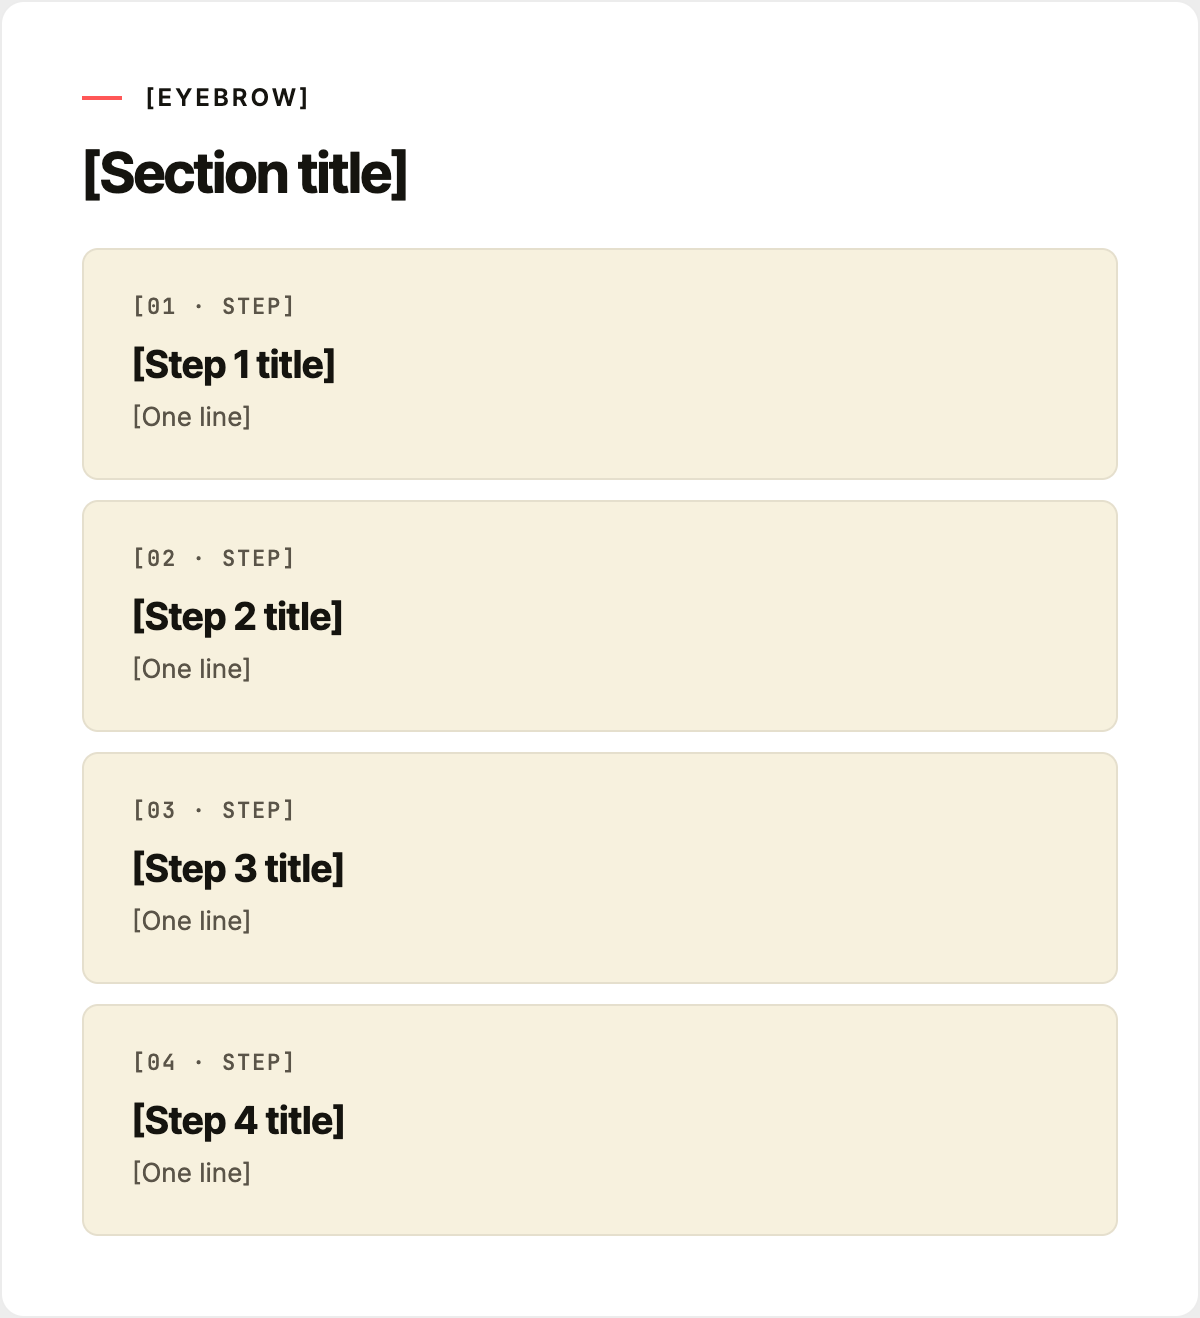 [EYEBROW]
[Section title]
[01 · STEP]
[Step 1 title]
[One line]
[02 · STEP]
[Step 2 title]
[One line]
[03 · STEP]
[Step 3 title]
[One line]
[04 · STEP]
[Step 4 title]
[One line]